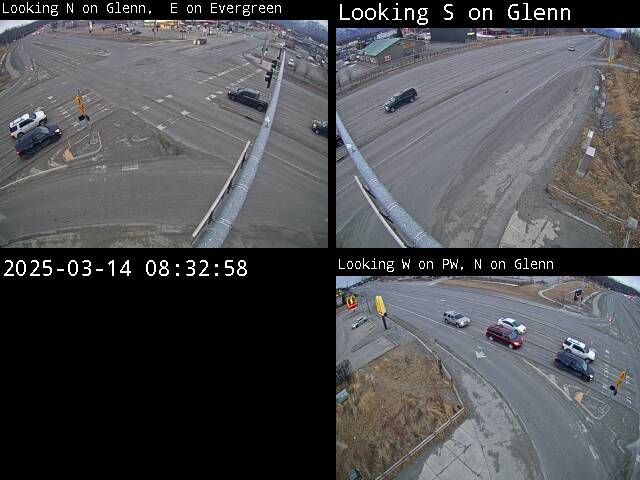 Looking N on Glenn,  E on Evergreen
Looking S on Glenn
2025-03-14 08:32:58
Looking W on PW, N on Glenn